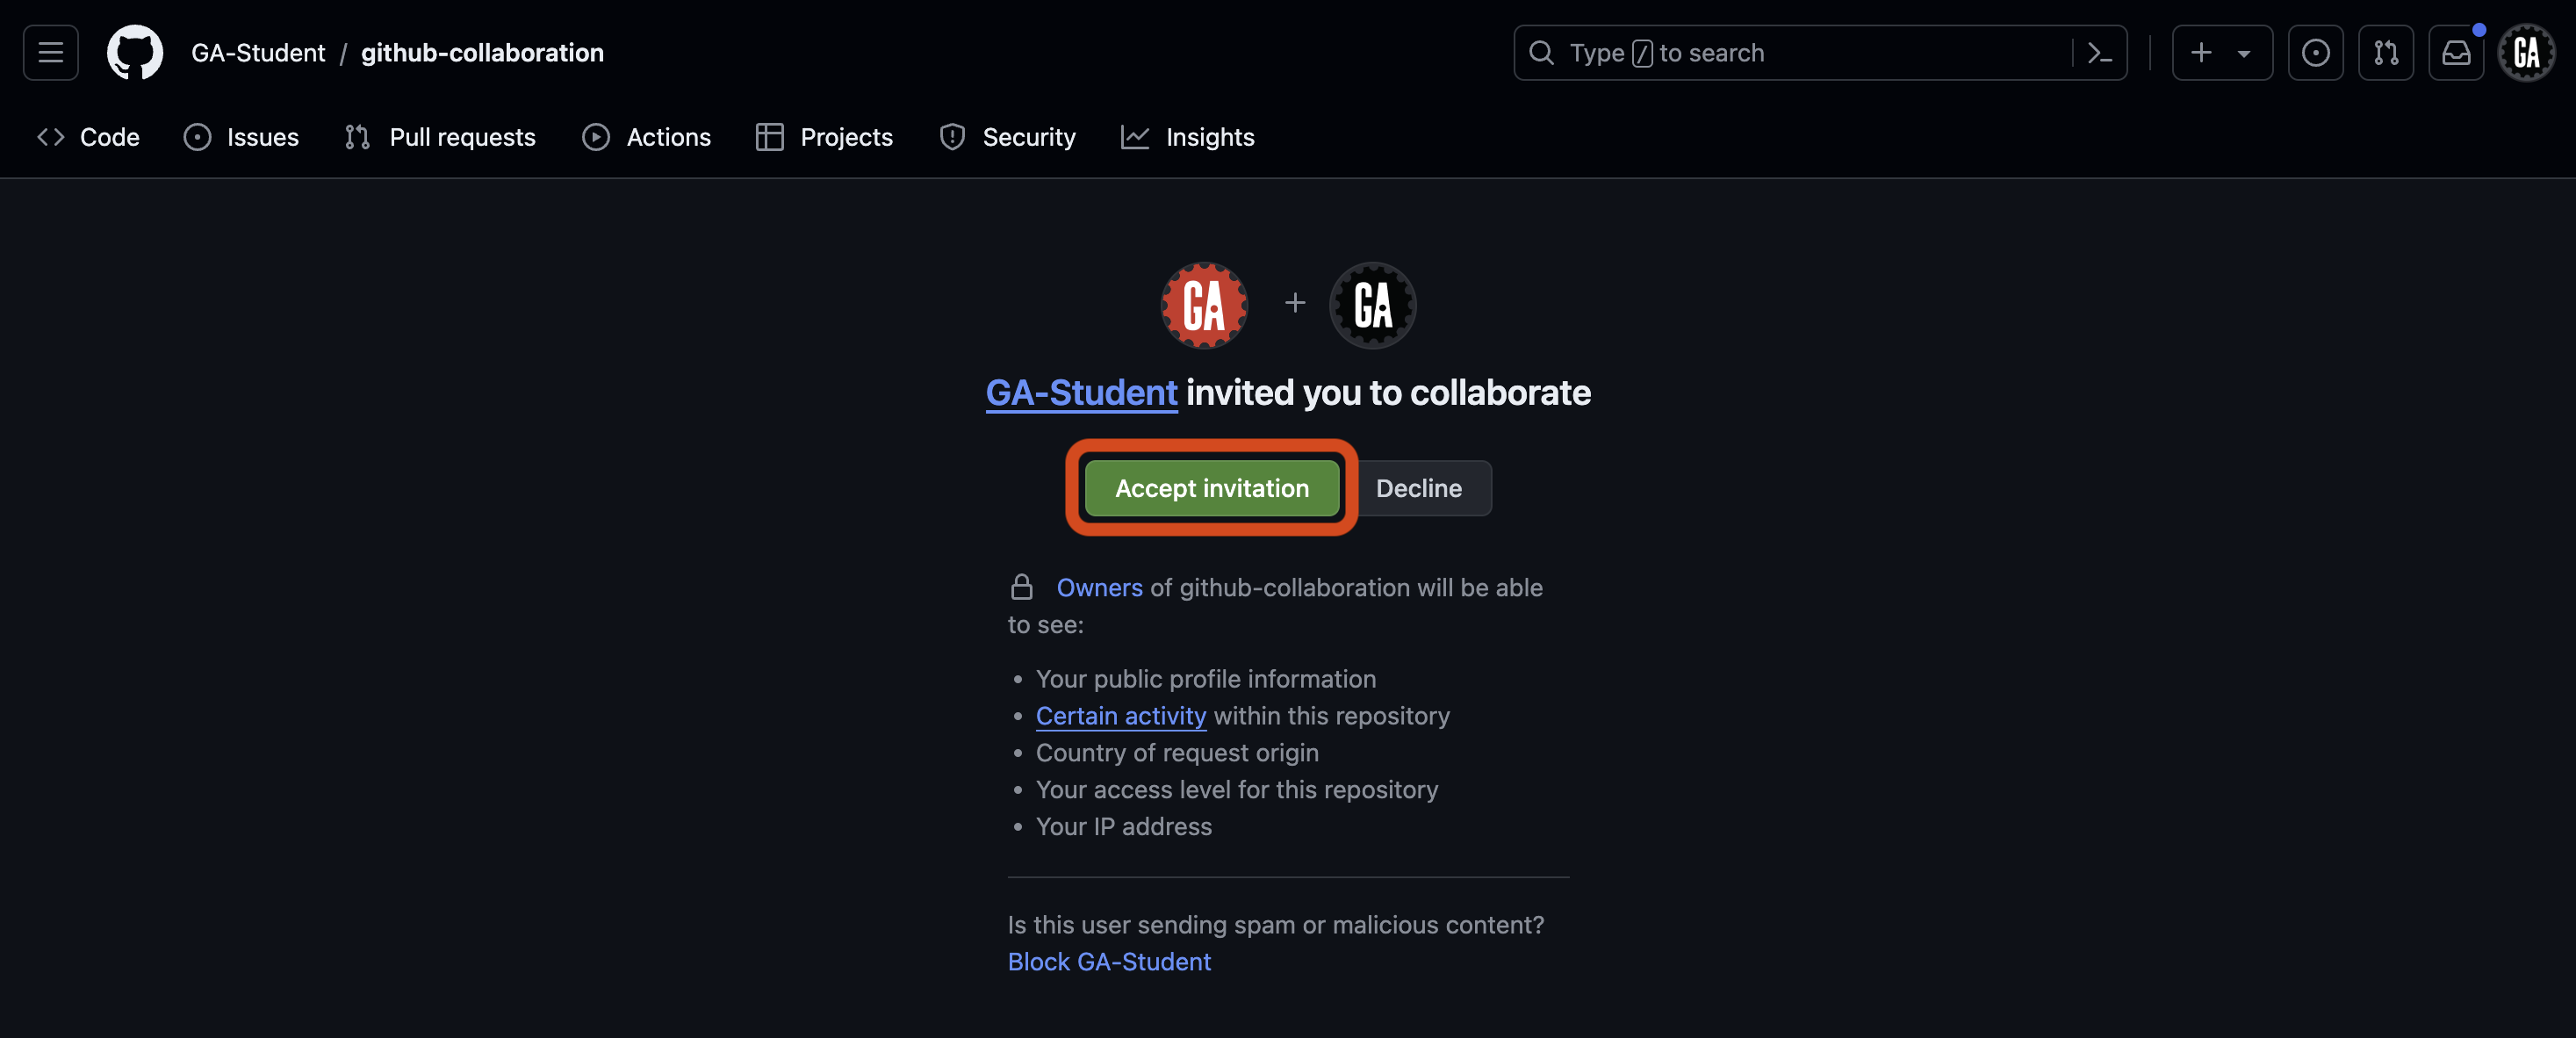 GA-Student / github-collaboration
Type / to search
GA
Code Issues Pull requests Actions Projects Security Insights
GA + GA
GA-Student invited you to collaborate
Accept invitation Decline
Owners of github-collaboration will be able
to see:
• Your public profile information
• Certain activity within this repository
• Country of request origin
• Your access level for this repository
• Your IP address
Is this user sending spam or malicious content?
Block GA-Student